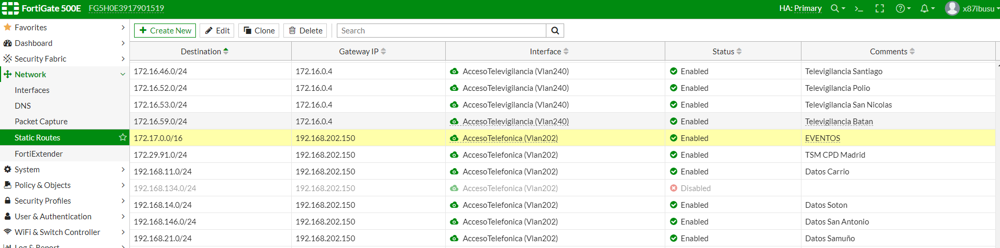 FortiGate 500E FG5H0E3917901519 HA: Primary x87ibusu
Favorites
Dashboard
Security Fabric
Network
Interfaces
DNS
Packet Capture
Static Routes
FortiExtender
System
Policy & Objects
Security Profiles
User & Authentication
WiFi & Switch Controller
Log & Report
Create New Edit Clone Delete Search
Destination Gateway IP Interface Status Comments
172.16.46.0/24 172.16.0.4 AccesoTelevigilancia (Vlan240) Enabled Televigilancia Santiago
172.16.52.0/24 172.16.0.4 AccesoTelevigilancia (Vlan240) Enabled Televigilancia Polio
172.16.53.0/24 172.16.0.4 AccesoTelevigilancia (Vlan240) Enabled Televigilancia San Nicolas
172.16.59.0/24 172.16.0.4 AccesoTelevigilancia (Vlan240) Enabled Televigilancia Batan
172.17.0.0/16 192.168.202.150 AccesoTelefonica (Vlan202) Enabled EVENTOS
172.29.91.0/24 192.168.202.150 AccesoTelefonica (Vlan202) Enabled TSM CPD Madrid
192.168.11.0/24 192.168.202.150 AccesoTelefonica (Vlan202) Enabled Datos Carrio
192.168.134.0/24 192.168.202.150 AccesoTelefonica (Vlan202) Disabled
192.168.14.0/24 192.168.202.150 AccesoTelefonica (Vlan202) Enabled Datos Soton
192.168.146.0/24 192.168.202.150 AccesoTelefonica (Vlan202) Enabled Datos San Antonio
192.168.21.0/24 192.168.202.150 AccesoTelefonica (Vlan202) Enabled Datos Samuño